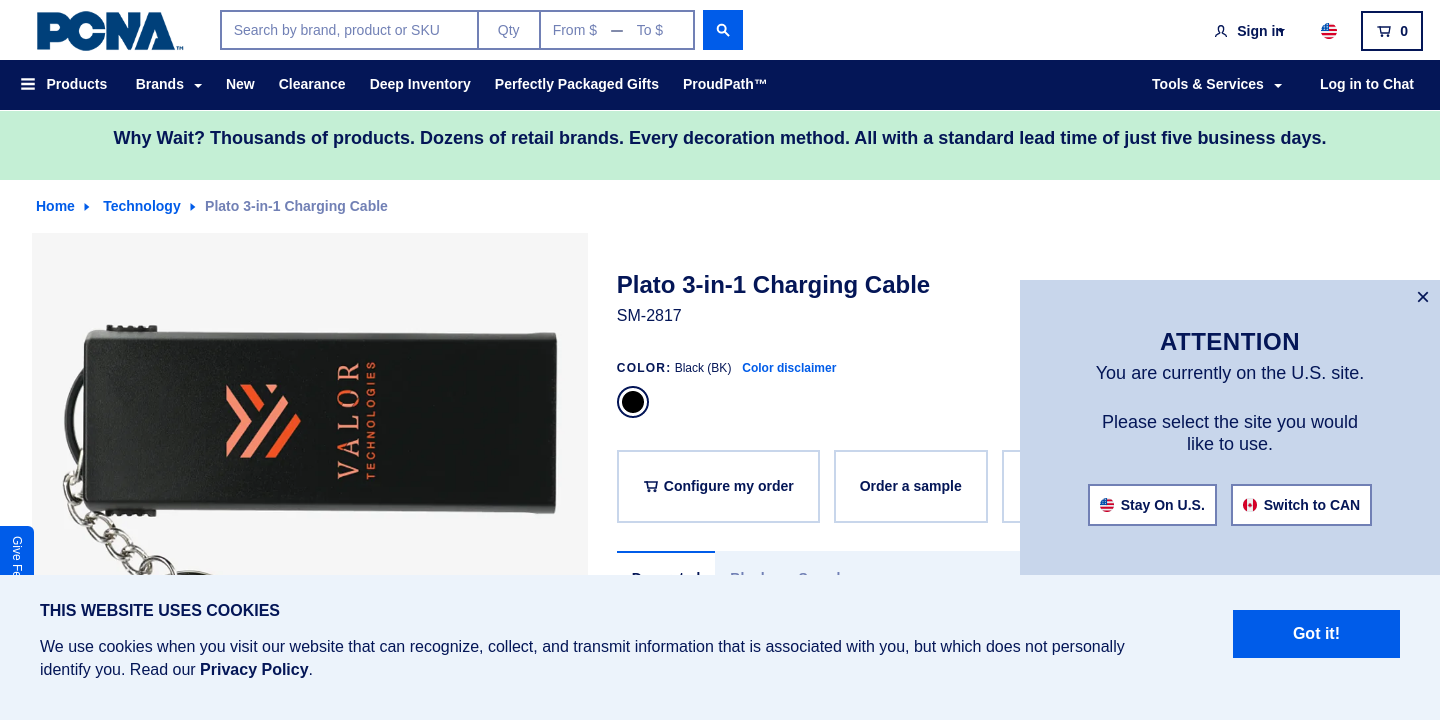 PCNA™
Search by brand, product or SKU
Qty
From $ — To $
Sign in
0
Products
Brands
New
Clearance
Deep Inventory
Perfectly Packaged Gifts
ProudPath™
Tools & Services
Log in to Chat
Why Wait? Thousands of products. Dozens of retail brands. Every decoration method. All with a standard lead time of just five business days.
Home
Technology
Plato 3-in-1 Charging Cable
VALOR
TECHNOLOGIES
Plato 3-in-1 Charging Cable
SM-2817
COLOR: Black (BK) Color disclaimer
Configure my order
Order a sample
ATTENTION
You are currently on the U.S. site.
Please select the site you would
like to use.
Stay On U.S.
Switch to CAN
Give
THIS WEBSITE USES COOKIES
We use cookies when you visit our website that can recognize, collect, and transmit information that is associated with you, but which does not personally
identify you. Read our Privacy Policy.
Got it!